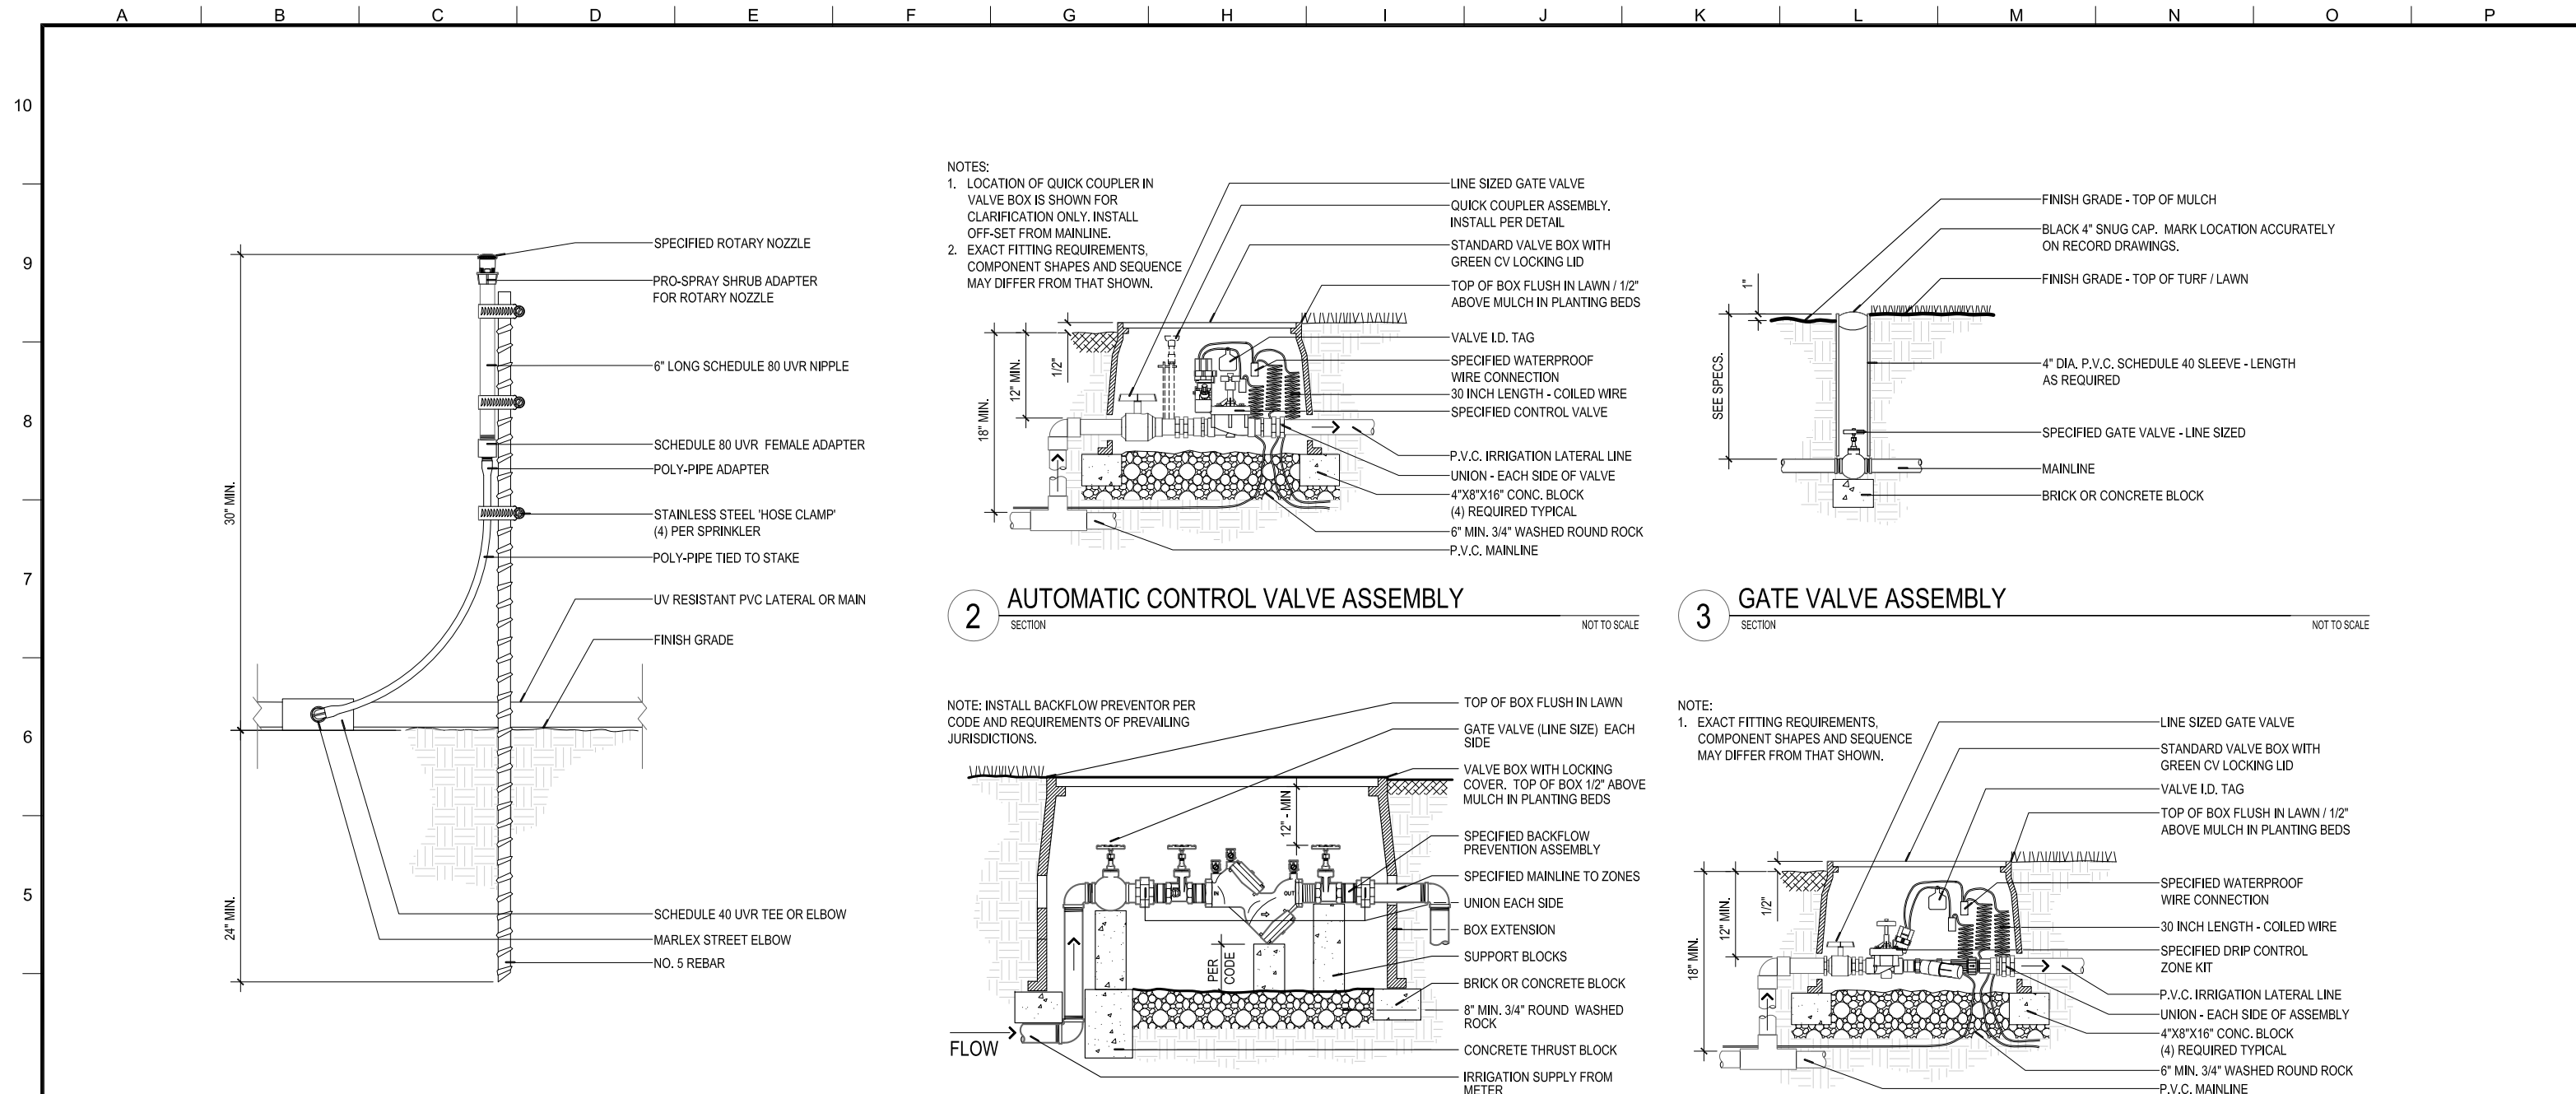 A B C D E F G H I J K L M N O P
10
9
8
7
6
5
SPECIFIED ROTARY NOZZLE
PRO-SPRAY SHRUB ADAPTER
FOR ROTARY NOZZLE
6" LONG SCHEDULE 80 UVR NIPPLE
SCHEDULE 80 UVR FEMALE ADAPTER
POLY-PIPE ADAPTER
STAINLESS STEEL 'HOSE CLAMP'
(4) PER SPRINKLER
POLY-PIPE TIED TO STAKE
UV RESISTANT PVC LATERAL OR MAIN
FINISH GRADE
SCHEDULE 40 UVR TEE OR ELBOW
MARLEX STREET ELBOW
NO. 5 REBAR
30" MIN.
24" MIN.
NOTES:
1. LOCATION OF QUICK COUPLER IN
VALVE BOX IS SHOWN FOR
CLARIFICATION ONLY. INSTALL
OFF-SET FROM MAINLINE.
2. EXACT FITTING REQUIREMENTS,
COMPONENT SHAPES AND SEQUENCE
MAY DIFFER FROM THAT SHOWN.
18" MIN.
12" MIN.
1/2"
LINE SIZED GATE VALVE
QUICK COUPLER ASSEMBLY.
INSTALL PER DETAIL
STANDARD VALVE BOX WITH
GREEN CV LOCKING LID
TOP OF BOX FLUSH IN LAWN / 1/2"
ABOVE MULCH IN PLANTING BEDS
VALVE I.D. TAG
SPECIFIED WATERPROOF
WIRE CONNECTION
30 INCH LENGTH - COILED WIRE
SPECIFIED CONTROL VALVE
P.V.C. IRRIGATION LATERAL LINE
UNION - EACH SIDE OF VALVE
4"X8"X16" CONC. BLOCK
(4) REQUIRED TYPICAL
6" MIN. 3/4" WASHED ROUND ROCK
P.V.C. MAINLINE
2 AUTOMATIC CONTROL VALVE ASSEMBLY
SECTION NOT TO SCALE
1"
SEE SPECS.
FINISH GRADE - TOP OF MULCH
BLACK 4" SNUG CAP. MARK LOCATION ACCURATELY
ON RECORD DRAWINGS.
FINISH GRADE - TOP OF TURF / LAWN
4" DIA. P.V.C. SCHEDULE 40 SLEEVE - LENGTH
AS REQUIRED
SPECIFIED GATE VALVE - LINE SIZED
MAINLINE
BRICK OR CONCRETE BLOCK
3 GATE VALVE ASSEMBLY
SECTION NOT TO SCALE
NOTE: INSTALL BACKFLOW PREVENTOR PER
CODE AND REQUIREMENTS OF PREVAILING
JURISDICTIONS.
12" - MIN
IN
OUT
PER
CODE
FLOW
TOP OF BOX FLUSH IN LAWN
GATE VALVE (LINE SIZE) EACH
SIDE
VALVE BOX WITH LOCKING
COVER. TOP OF BOX 1/2" ABOVE
MULCH IN PLANTING BEDS
SPECIFIED BACKFLOW
PREVENTION ASSEMBLY
SPECIFIED MAINLINE TO ZONES
UNION EACH SIDE
BOX EXTENSION
SUPPORT BLOCKS
BRICK OR CONCRETE BLOCK
8" MIN. 3/4" ROUND WASHED
ROCK
CONCRETE THRUST BLOCK
IRRIGATION SUPPLY FROM
METER
NOTE:
1. EXACT FITTING REQUIREMENTS,
COMPONENT SHAPES AND SEQUENCE
MAY DIFFER FROM THAT SHOWN.
18" MIN.
12" MIN.
1/2"
LINE SIZED GATE VALVE
STANDARD VALVE BOX WITH
GREEN CV LOCKING LID
VALVE I.D. TAG
TOP OF BOX FLUSH IN LAWN / 1/2"
ABOVE MULCH IN PLANTING BEDS
SPECIFIED WATERPROOF
WIRE CONNECTION
30 INCH LENGTH - COILED WIRE
SPECIFIED DRIP CONTROL
ZONE KIT
P.V.C. IRRIGATION LATERAL LINE
UNION - EACH SIDE OF ASSEMBLY
4"X8"X16" CONC. BLOCK
(4) REQUIRED TYPICAL
6" MIN. 3/4" WASHED ROUND ROCK
P.V.C. MAINLINE